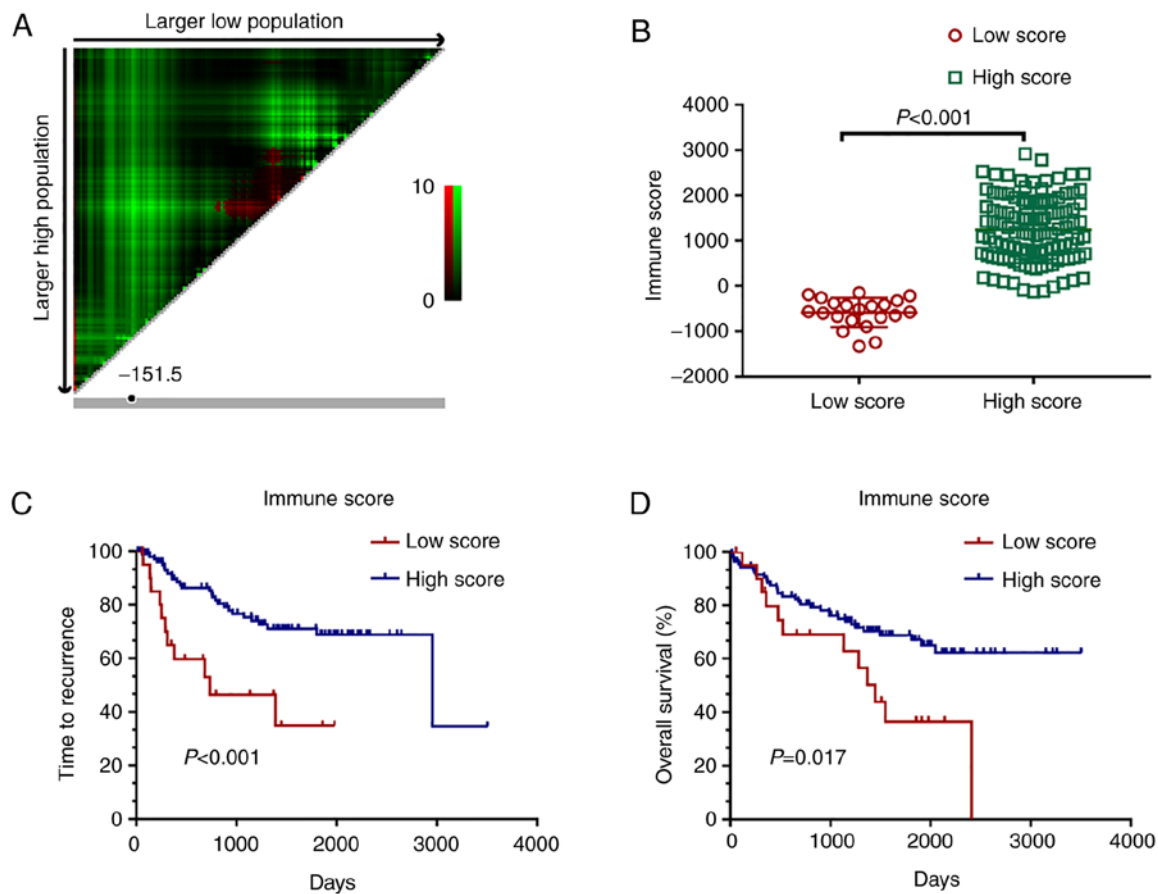 A
Larger low population
Larger high population
10
0
−151.5
B
Low score
High score
P<0.001
Immune score
4000
3000
2000
1000
0
−1000
−2000
Low score
High score
C
Immune score
Low score
High score
Time to recurrence
100
80
60
40
20
0
P<0.001
0
1000
2000
3000
4000
Days
D
Immune score
Low score
High score
Overall survival (%)
100
80
60
40
20
0
P=0.017
0
1000
2000
3000
4000
Days